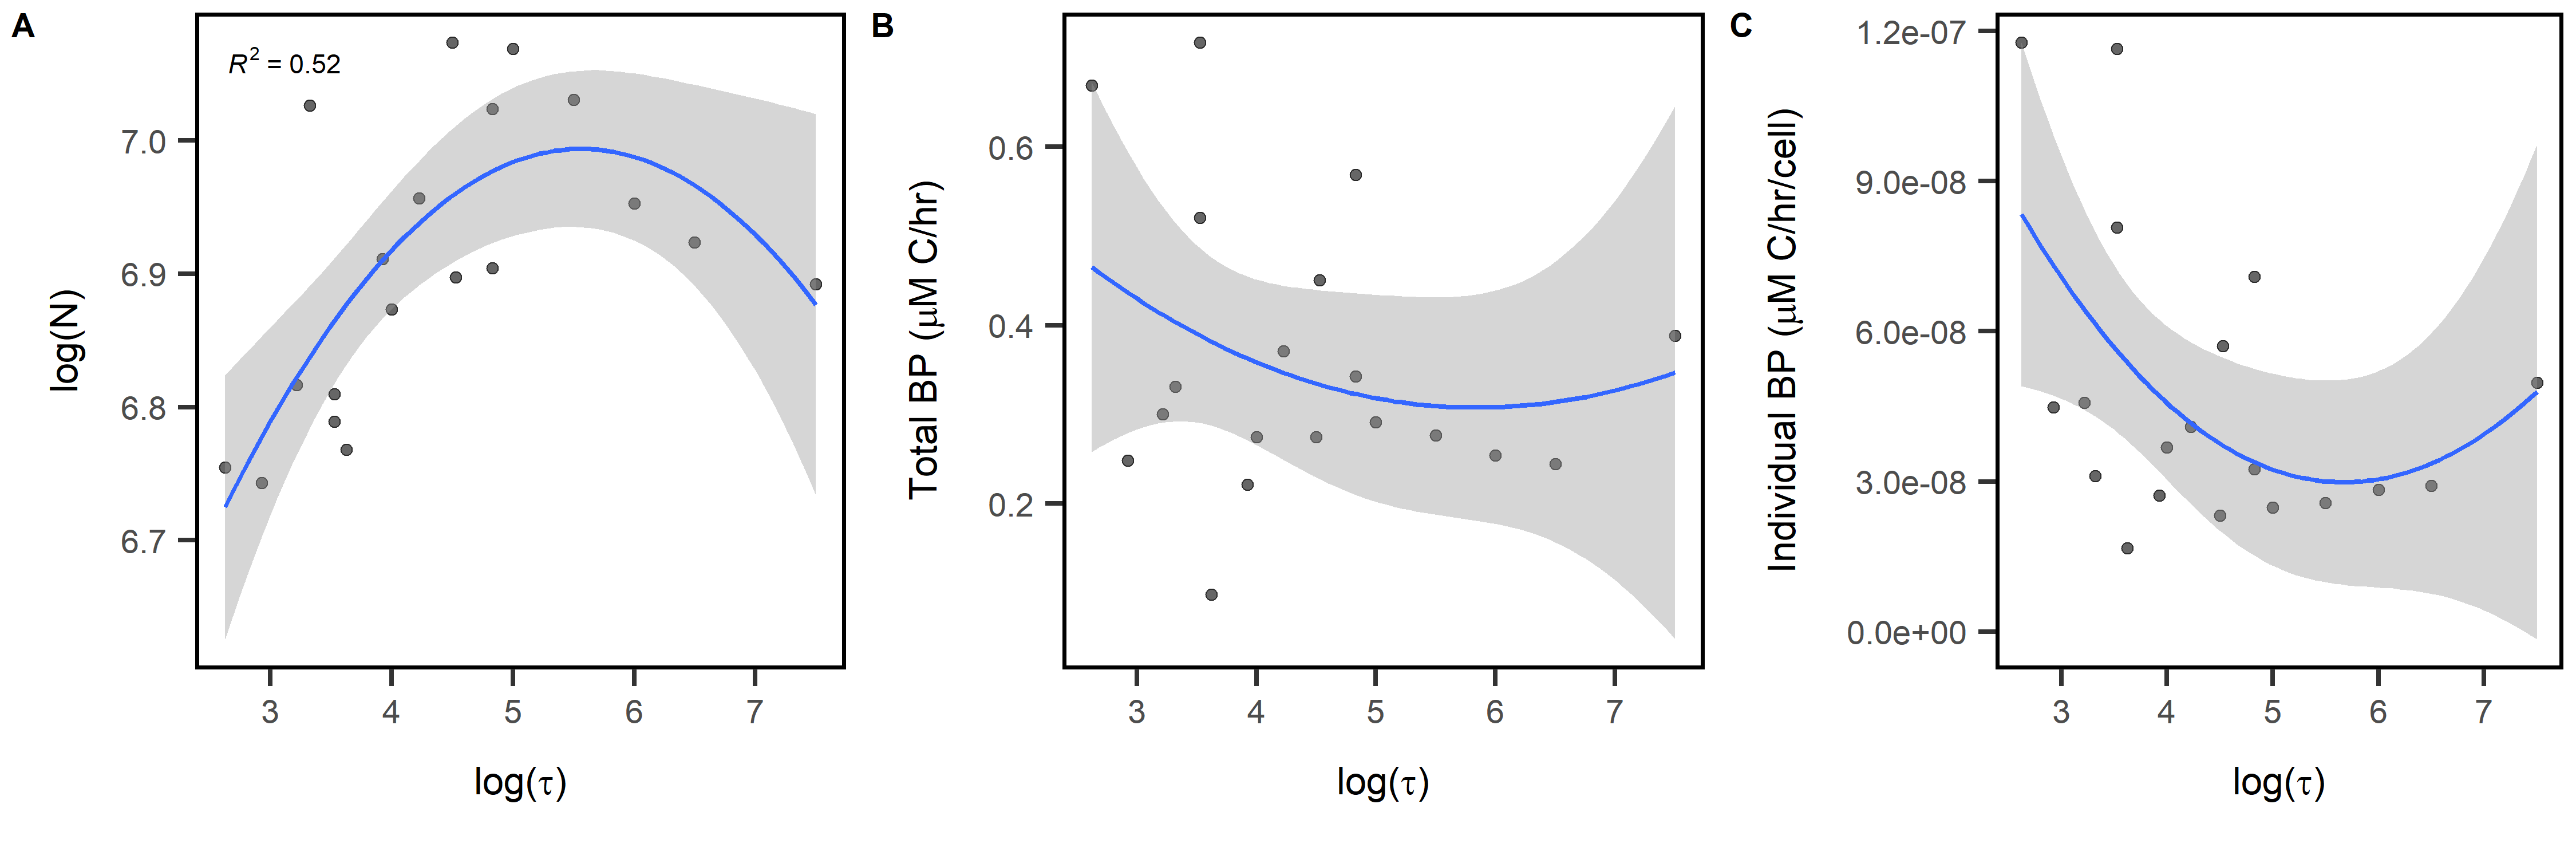 A
R² = 0.52
log(N)
7.0
6.9
6.8
6.7
3 4 5 6 7
log(τ)
B
Total BP (μM C/hr)
0.6
0.4
0.2
3 4 5 6 7
log(τ)
C
Individual BP (μM C/hr/cell)
1.2e-07
9.0e-08
6.0e-08
3.0e-08
0.0e+00
3 4 5 6 7
log(τ)